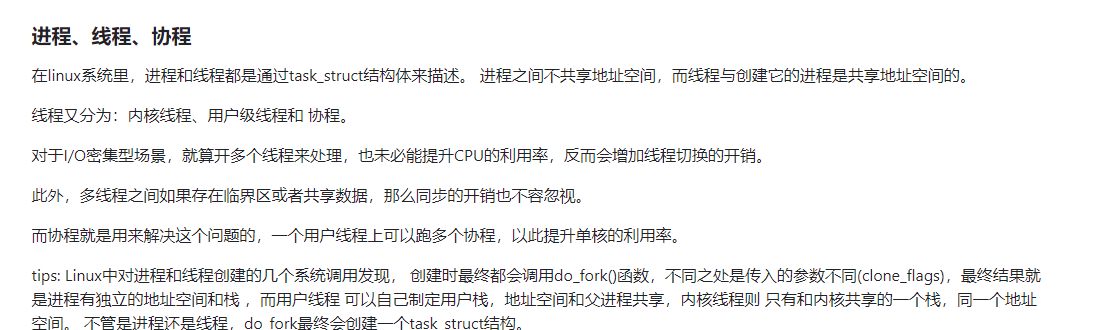 进程、线程、协程
在linux系统里，进程和线程都是通过task_struct结构体来描述。 进程之间不共享地址空间，而线程与创建它的进程是共享地址空间的。
线程又分为：内核线程、用户级线程和 协程。
对于I/O密集型场景，就算开多个线程来处理，也未必能提升CPU的利用率，反而会增加线程切换的开销。
此外，多线程之间如果存在临界区或者共享数据，那么同步的开销也不容忽视。
而协程就是用来解决这个问题的，一个用户线程上可以跑多个协程，以此提升单核的利用率。
tips: Linux中对进程和线程创建的几个系统调用发现， 创建时最终都会调用do_fork()函数，不同之处是传入的参数不同(clone_flags)，最终结果就
是进程有独立的地址空间和栈 ，而用户线程 可以自己制定用户栈，地址空间和父进程共享，内核线程则 只有和内核共享的一个栈，同一个地址
空间。 不管是进程还是线程，do_fork最终会创建一个task_struct结构。